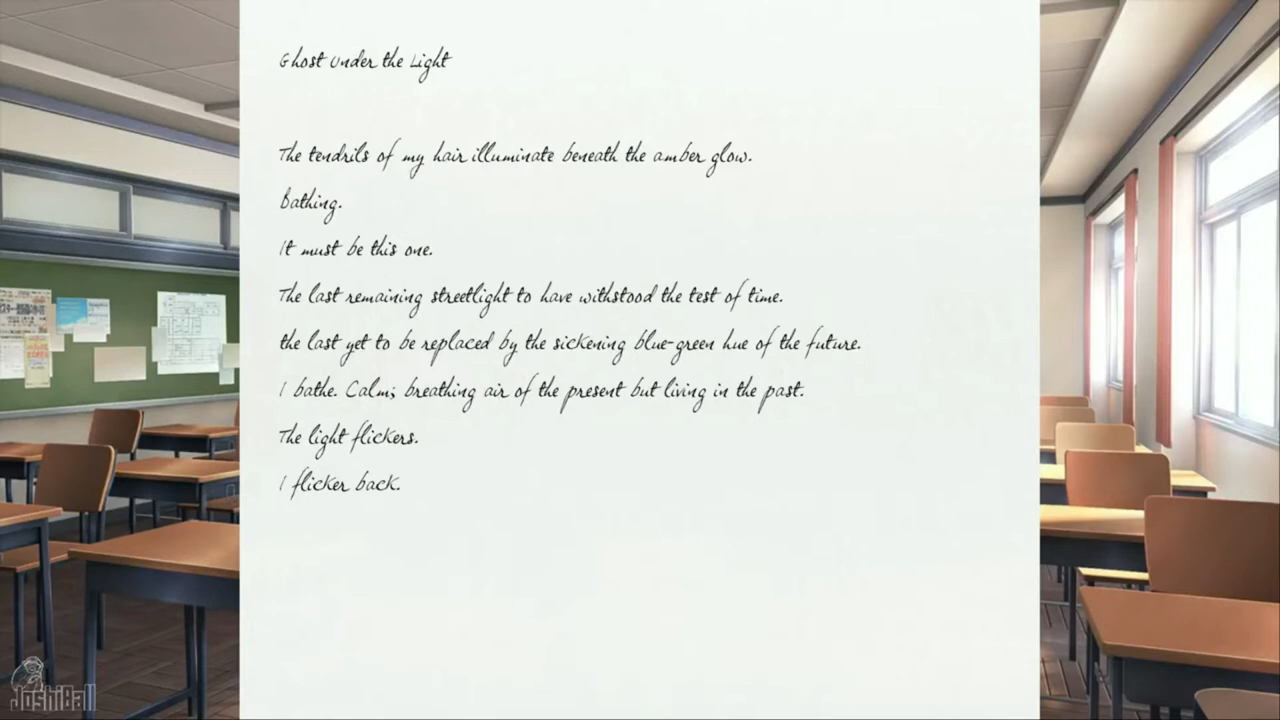 Ghost Under the Light
The tendrils of my hair illuminate beneath the amber glow.
Bathing.
It must be this one.
The last remaining streetlight to have withstood the test of time.
the last yet to be replaced by the sickening blue-green hue of the future.
I bathe. Calm; breathing air of the present but living in the past.
The light flickers.
I flicker back.
JoshiBall